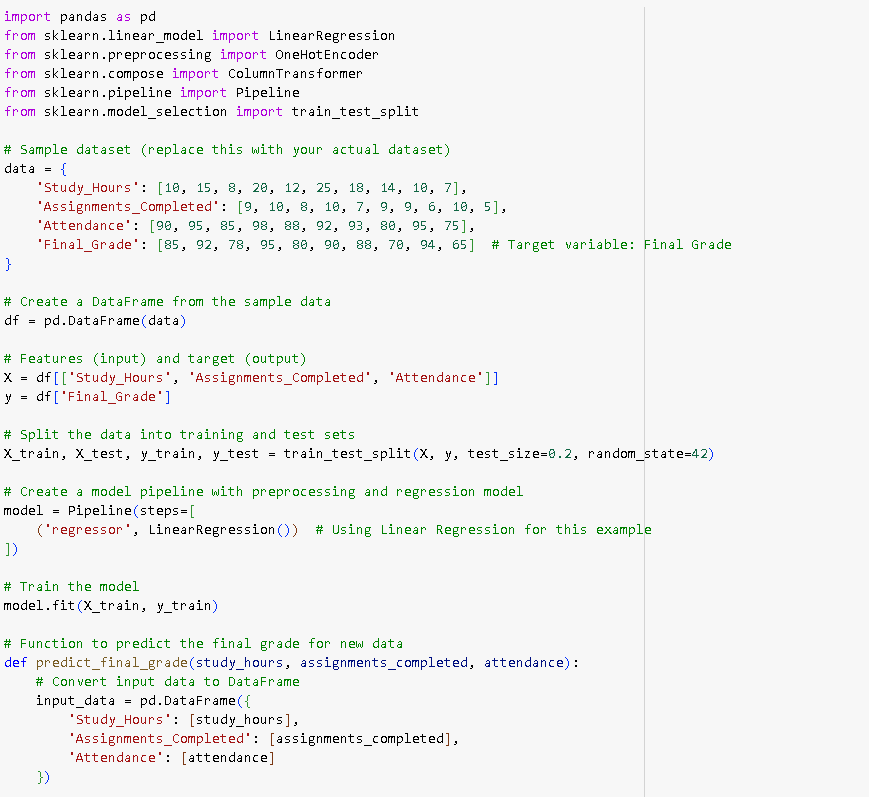 import pandas as pd
from sklearn.linear_model import LinearRegression
from sklearn.preprocessing import OneHotEncoder
from sklearn.compose import ColumnTransformer
from sklearn.pipeline import Pipeline
from sklearn.model_selection import train_test_split

# Sample dataset (replace this with your actual dataset)
data = {
    'Study_Hours': [10, 15, 8, 20, 12, 25, 18, 14, 10, 7],
    'Assignments_Completed': [9, 10, 8, 10, 7, 9, 9, 6, 10, 5],
    'Attendance': [90, 95, 85, 98, 88, 92, 93, 80, 95, 75],
    'Final_Grade': [85, 92, 78, 95, 80, 90, 88, 70, 94, 65]  # Target variable: Final Grade
}

# Create a DataFrame from the sample data
df = pd.DataFrame(data)

# Features (input) and target (output)
X = df[['Study_Hours', 'Assignments_Completed', 'Attendance']]
y = df['Final_Grade']

# Split the data into training and test sets
X_train, X_test, y_train, y_test = train_test_split(X, y, test_size=0.2, random_state=42)

# Create a model pipeline with preprocessing and regression model
model = Pipeline(steps=[
    ('regressor', LinearRegression())  # Using Linear Regression for this example
])

# Train the model
model.fit(X_train, y_train)

# Function to predict the final grade for new data
def predict_final_grade(study_hours, assignments_completed, attendance):
    # Convert input data to DataFrame
    input_data = pd.DataFrame({
        'Study_Hours': [study_hours],
        'Assignments_Completed': [assignments_completed],
        'Attendance': [attendance]
    })